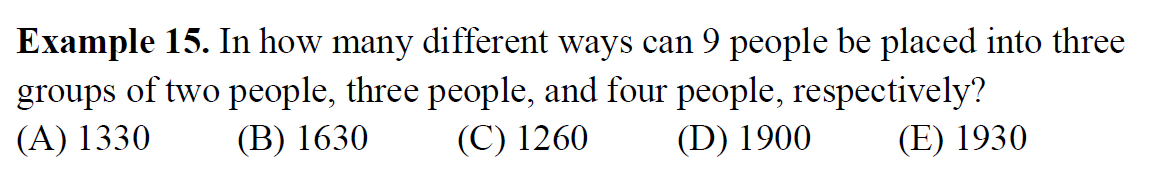 Example 15. In how many different ways can 9 people be placed into three
groups of two people, three people, and four people, respectively?
(A) 1330 (B) 1630 (C) 1260 (D) 1900 (E) 1930